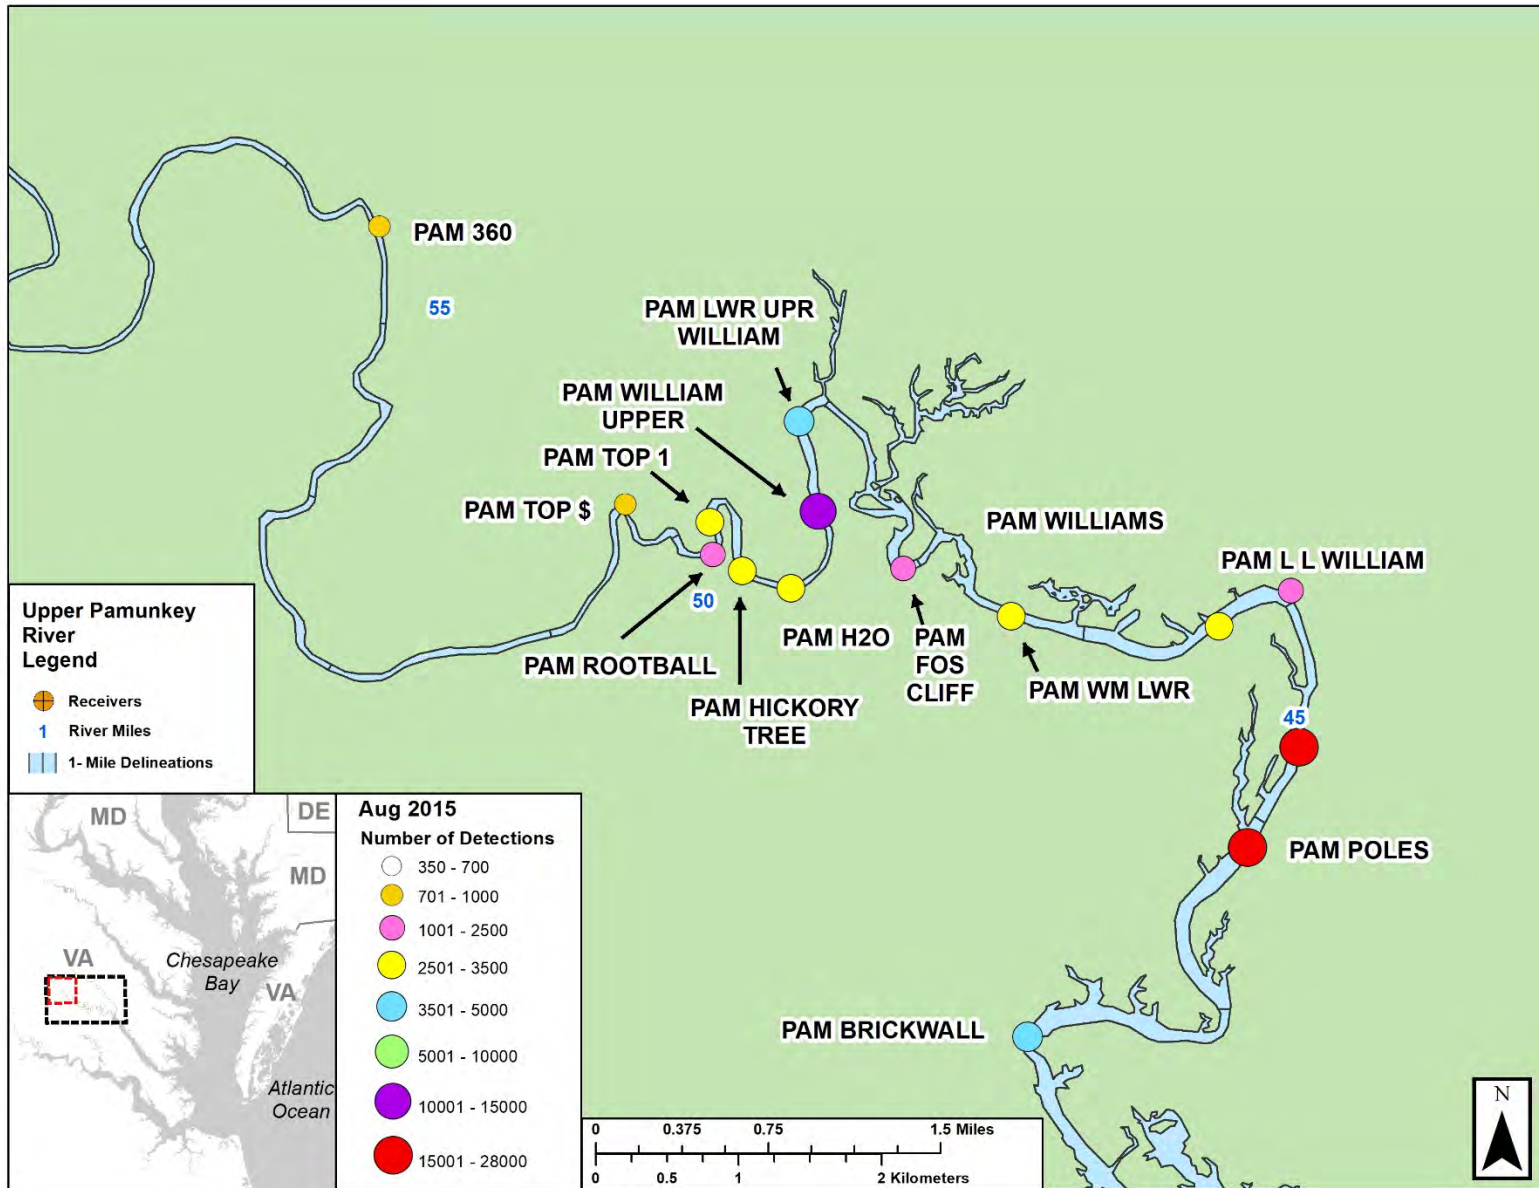 PAM 360
55
PAM LWR UPR
WILLIAM
PAM WILLIAM
UPPER
PAM TOP 1
PAM TOP $
PAM WILLIAMS
PAM L L WILLIAM
50
PAM H2O
PAM
FOS
CLIFF
PAM ROOTBALL
PAM WM LWR
PAM HICKORY
TREE
45
PAM POLES
PAM BRICKWALL
Upper Pamunkey
River
Legend
Receivers
1 River Miles
1- Mile Delineations
MD
DE
MD
VA
Chesapeake
Bay
VA
Atlantic
Ocean
Aug 2015
Number of Detections
350 - 700
701 - 1000
1001 - 2500
2501 - 3500
3501 - 5000
5001 - 10000
10001 - 15000
15001 - 28000
0 0.375 0.75 1.5 Miles
0 0.5 1 2 Kilometers
N